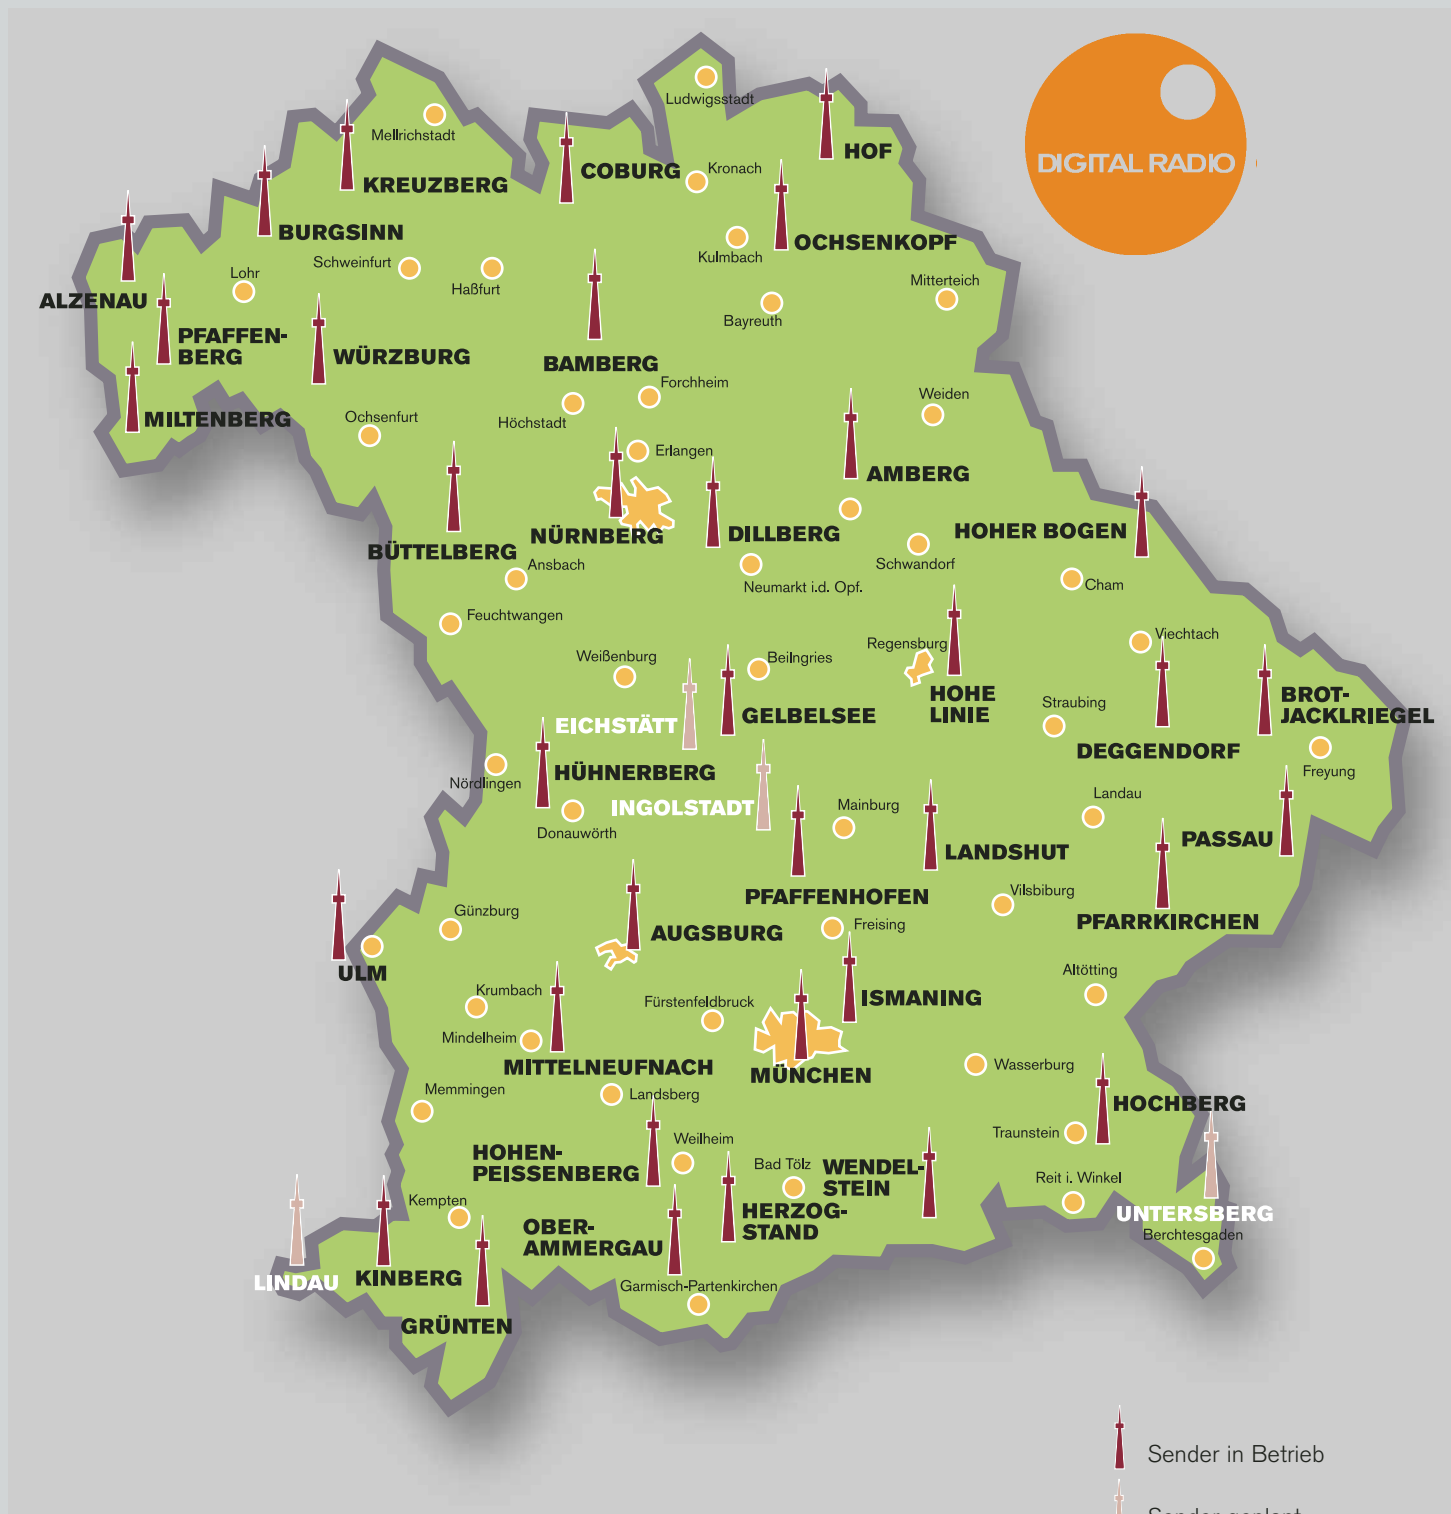 Ludwigsstadt
DIGITAL RADIO
Mellrichstadt
HOF
COBURG
Kronach
KREUZBERG
BURGSINN
OCHSENKOPF
Kulmbach
Schweinfurt
Haßfurt
Lohr
Mitterteich
ALZENAU
Bayreuth
PFAFFEN-
BERG
WÜRZBURG
BAMBERG
Forchheim
Weiden
MILTENBERG
Ochsenfurt
Höchstadt
Erlangen
AMBERG
NÜRNBERG
DILLBERG
HOHER BOGEN
BÜTTELBERG
Ansbach
Schwandorf
Neumarkt i.d. Opf.
Cham
Feuchtwangen
Viechtach
Regensburg
Weißenburg
Beilngries
HOHE
LINIE
BROT-
JACKLRIEGEL
Straubing
EICHSTÄTT
GELBELSEE
DEGGENDORF
Freyung
HÜHNERBERG
Nördlingen
Landau
INGOLSTADT
Mainburg
Donauwörth
PASSAU
LANDSHUT
Vilsbiburg
PFAFFENHOFEN
Günzburg
PFARRKIRCHEN
AUGSBURG
Freising
ULM
Altötting
Krumbach
Fürstenfeldbruck
ISMANING
Mindelheim
MITTELNEUFNACH
MÜNCHEN
Wasserburg
Memmingen
Landsberg
HOCHBERG
Traunstein
Weilheim
HOHEN-
PEISSENBERG
Bad Tölz
WENDEL-
STEIN
Reit i. Winkel
Kempten
HERZOG-
STAND
UNTERSBERG
OBER-
AMMERGAU
Berchtesgaden
LINDAU
KINBERG
Garmisch-Partenkirchen
GRÜNTEN
Sender in Betrieb
Sender geplant